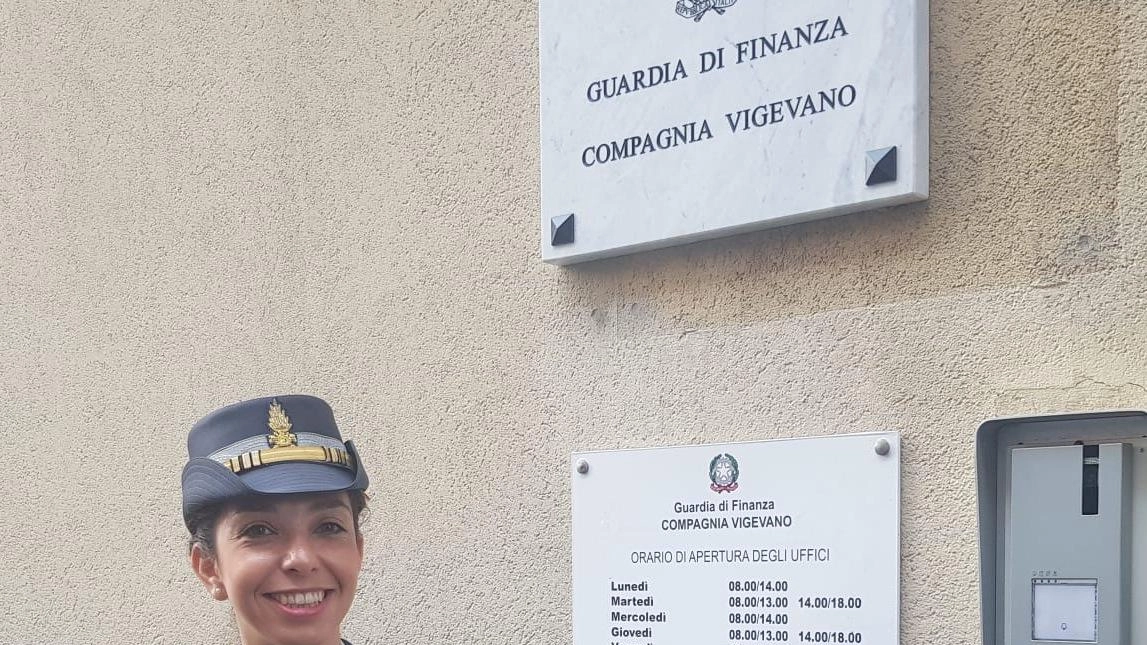 GUARDIA DI FINANZA
COMPAGNIA VIGEVANO
Guardia di Finanza
COMPAGNIA VIGEVANO
ORARIO DI APERTURA DEGLI UFFICI
Lunedì 08.00/14.00
Martedì 08.00/13.00 14.00/18.00
Mercoledì 08.00/14.00
Giovedì 08.00/13.00 14.00/18.00